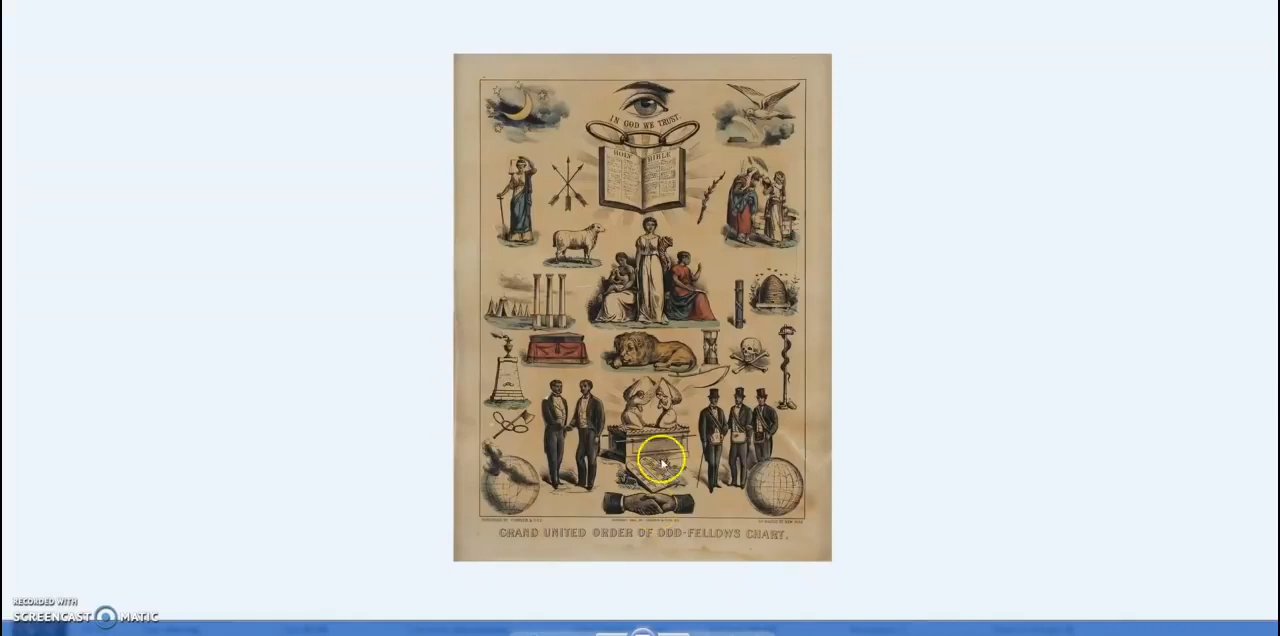 IN GOD WE TRUST.
HOLY BIBLE
GRAND UNITED ORDER OF ODD-FELLOWS CHART.
RECORDED WITH
SCREENCAST MATIC